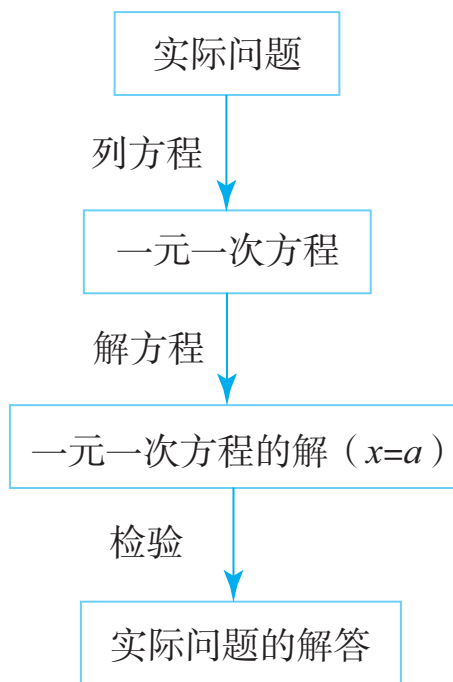 实际问题
列方程
一元一次方程
解方程
一元一次方程的解（x=a）
检验
实际问题的解答